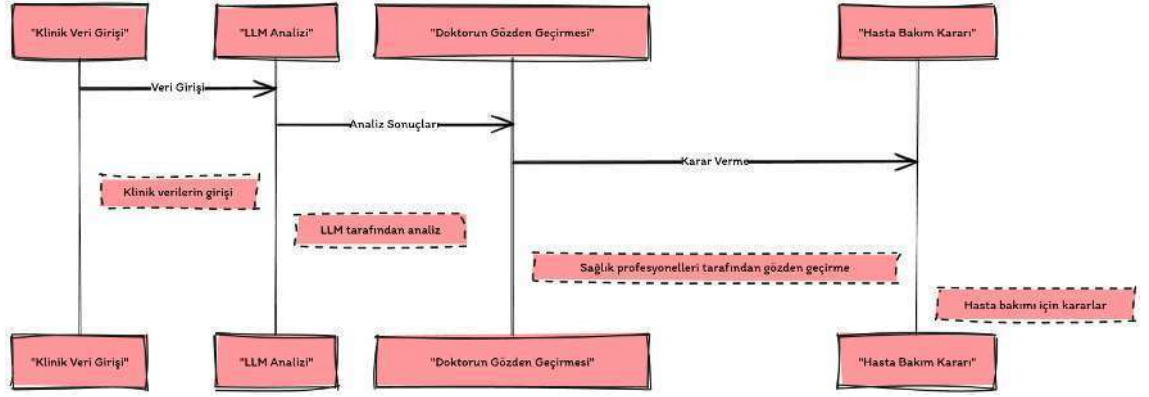 "Klinik Veri Girişi"
"LLM Analizi"
"Doktorun Gözden Geçirmesi"
"Hasta Bakım Kararı"
Veri Girişi
Analiz Sonuçları
Karar Verme
Klinik verilerin girişi
LLM tarafından analiz
Sağlık profesyonelleri tarafından gözden geçirme
Hasta bakımı için kararlar
"Klinik Veri Girişi"
"LLM Analizi"
"Doktorun Gözden Geçirmesi"
"Hasta Bakım Kararı"